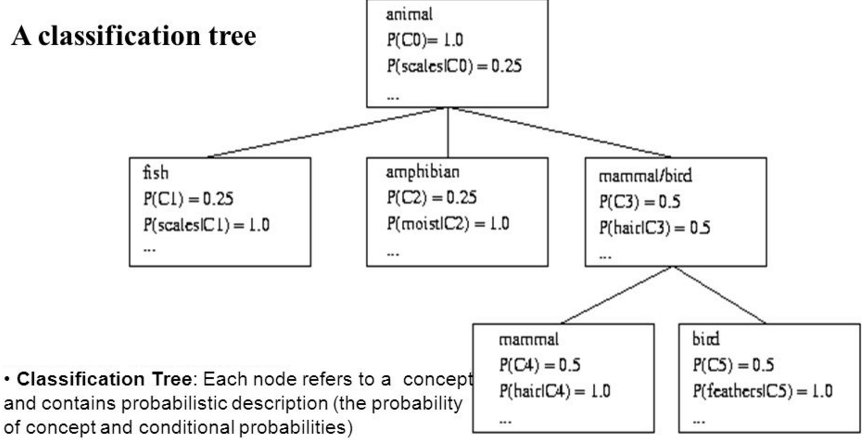 A classification tree
animal
P(C0)= 1.0
P(scales|C0) = 0.25
...
fish
P(C1) = 0.25
P(scales|C1) = 1.0
...
amphibian
P(C2) = 0.25
P(moist|C2) = 1.0
...
mammal/bird
P(C3) = 0.5
P(hair|C3) = 0.5
...
mammal
P(C4) = 0.5
P(hair|C4) = 1.0
...
bird
P(C5) = 0.5
P(feathers|C5) = 1.0
...
• Classification Tree: Each node refers to a concept
and contains probabilistic description (the probability
of concept and conditional probabilities)